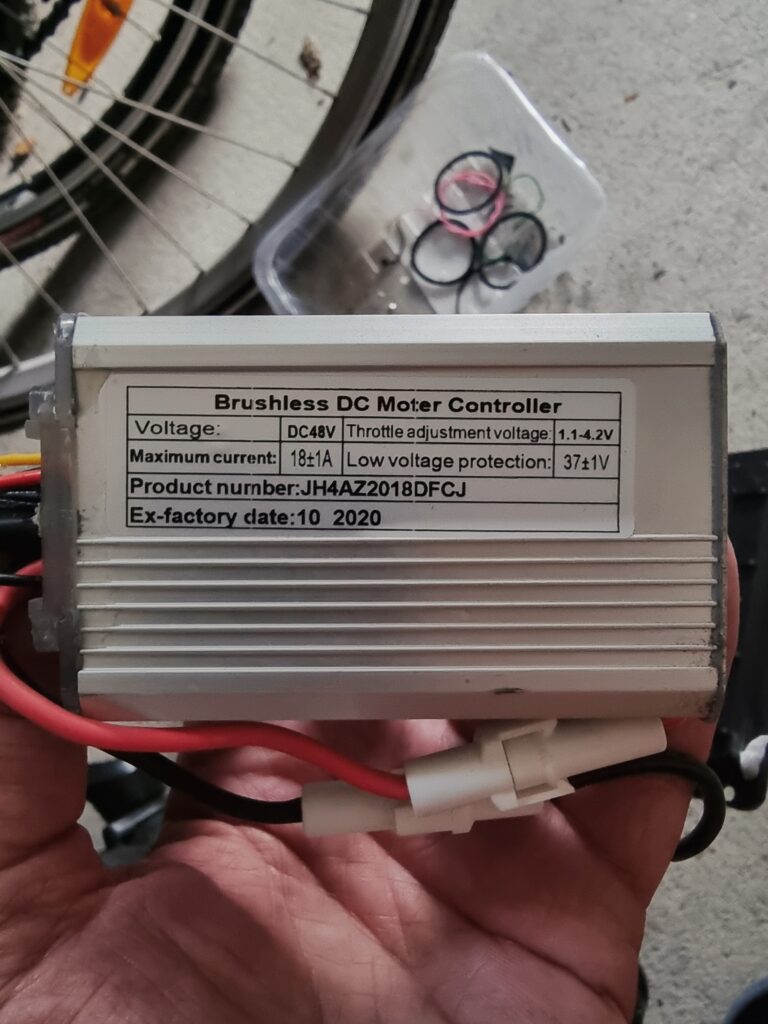 Brushless DC Moter Controller
Voltage: DC48V Throttle adjustment voltage: 1.1-4.2V
Maximum current: 18±1A Low voltage protection: 37±1V
Product number:JH4AZ2018DFCJ
Ex-factory date:10 2020